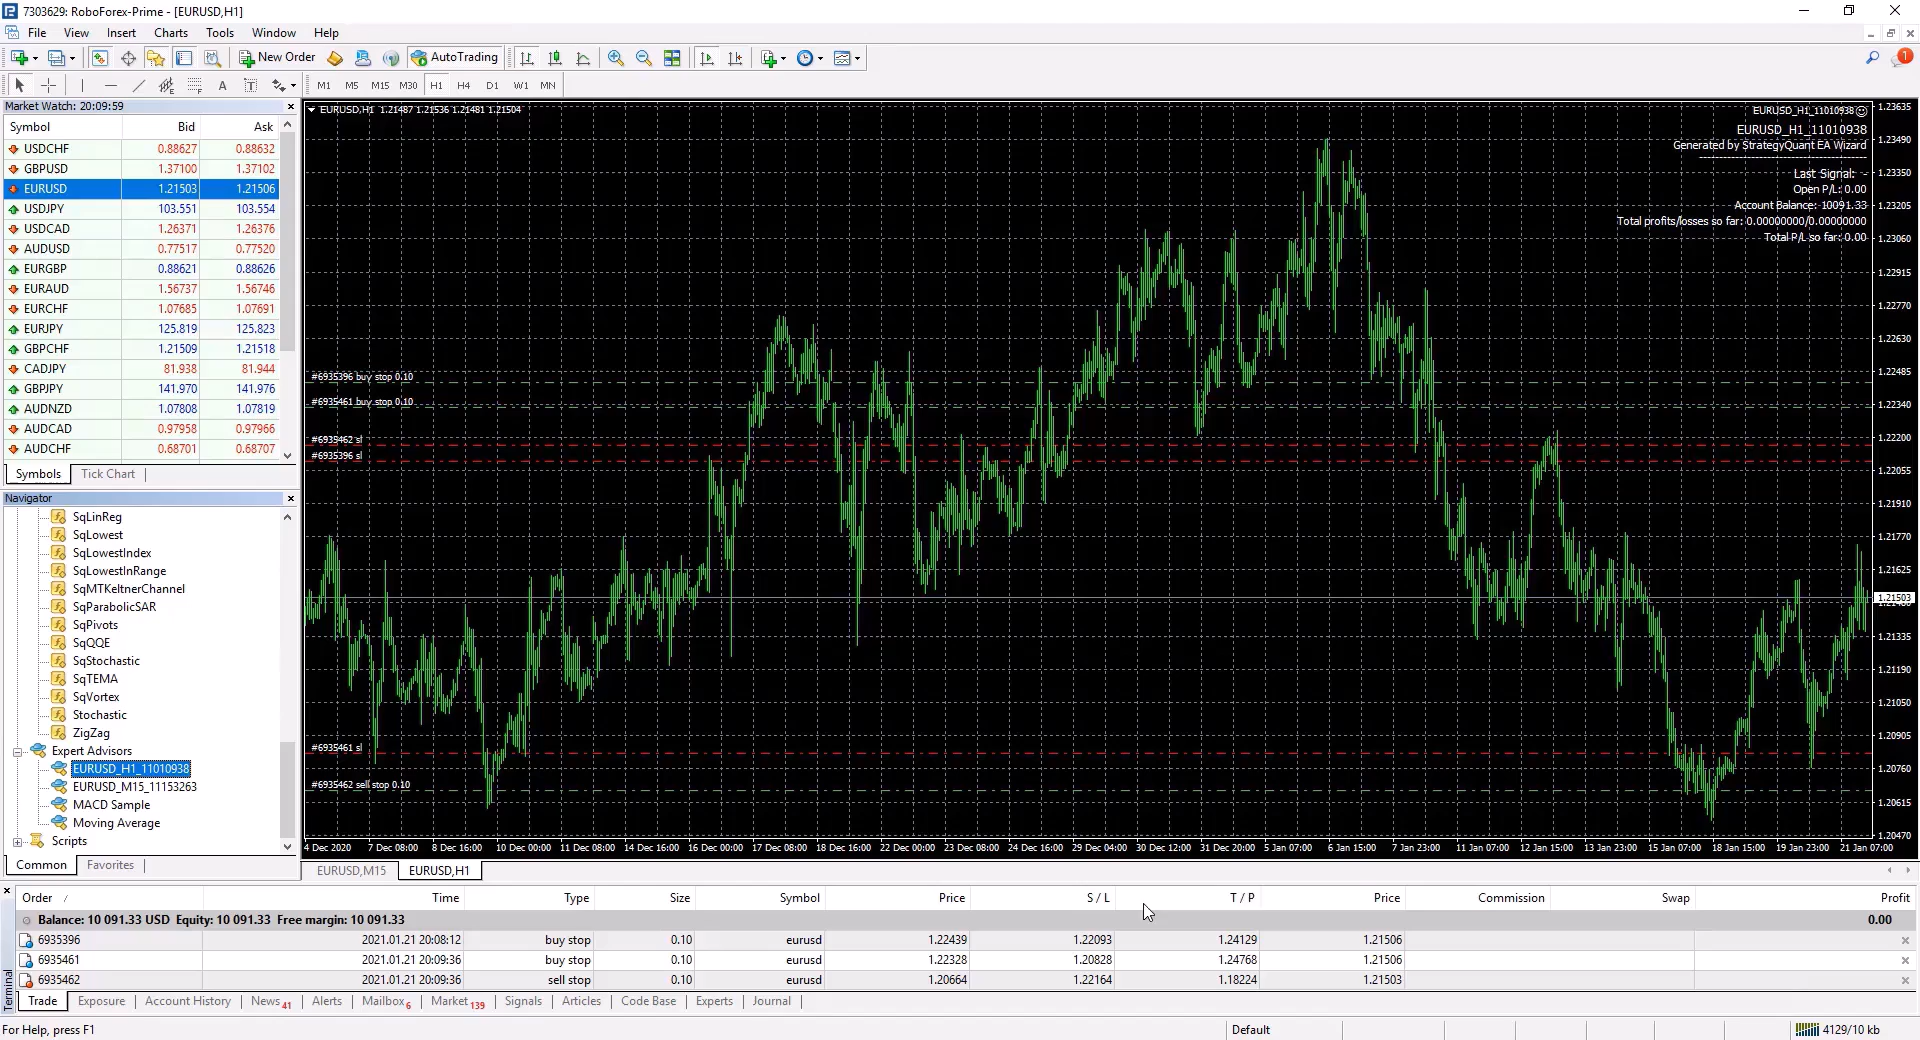 7303629: RoboForex-Prime - [EURUSD,H1]
File View Insert Charts Tools Window Help
New Order AutoTrading 1
A T M1 M5 M15 M30 H1 H4 D1 W1 MN
Market Watch: 20:09:59
Symbol Bid Ask
USDCHF 0.88627 0.88632
GBPUSD 1.37100 1.37102
EURUSD 1.21503 1.21506
USDJPY 103.551 103.554
USDCAD 1.26371 1.26376
AUDUSD 0.77517 0.77520
EURGBP 0.88621 0.88626
EURAUD 1.56737 1.56746
EURCHF 1.07685 1.07691
EURJPY 125.819 125.823
GBPCHF 1.21509 1.21518
CADJPY 81.938 81.944
GBPJPY 141.970 141.976
AUDNZD 1.07808 1.07819
AUDCAD 0.97958 0.97966
AUDCHF 0.68701 0.68707
Symbols Tick Chart
Navigator
SqLinReg
SqLowest
SqLowestIndex
SqLowestInRange
SqMTKeltnerChannel
SqParabolicSAR
SqPivots
SqQQE
SqStochastic
SqTEMA
SqVortex
Stochastic
ZigZag
Expert Advisors
EURUSD_H1_11010938
EURUSD_M15_11153263
MACD Sample
Moving Average
Scripts
Common Favorites
EURUSD,H1 1.21487 1.21536 1.21481 1.21504
EURUSD_H1_11010938
EURUSD_H1_11010938
Generated by StrategyQuant EA Wizard
Last Signal: -
Open P/L: 0.00
Account Balance: 10091.33
Total profits/losses so far: 0.00000000/0.00000000
Total P/L so far: 0.00
#6935396 buy stop 0.10
#6935461 buy stop 0.10
#6935462 sl
#6935396 sl
#6935461 sl
#6935462 sell stop 0.10
1.23635
1.23490
1.23350
1.23205
1.23060
1.22915
1.22770
1.22630
1.22485
1.22340
1.22200
1.22055
1.21910
1.21770
1.21625
1.21503
1.21335
1.21190
1.21050
1.20905
1.20760
1.20615
1.20470
4 Dec 2020 7 Dec 08:00 8 Dec 16:00 10 Dec 00:00 11 Dec 08:00 14 Dec 16:00 16 Dec 00:00 17 Dec 08:00 18 Dec 16:00 22 Dec 00:00 23 Dec 08:00 24 Dec 16:00 29 Dec 04:00 30 Dec 12:00 31 Dec 20:00 5 Jan 07:00 6 Jan 15:00 7 Jan 23:00 11 Jan 07:00 12 Jan 15:00 13 Jan 23:00 15 Jan 07:00 18 Jan 15:00 19 Jan 23:00 21 Jan 07:00
EURUSD,M15 EURUSD,H1
Order / Time Type Size Symbol Price S / L T / P Price Commission Swap Profit
Balance: 10 091.33 USD Equity: 10 091.33 Free margin: 10 091.33 0.00
6935396 2021.01.21 20:08:12 buy stop 0.10 eurusd 1.22439 1.22093 1.24129 1.21506
6935461 2021.01.21 20:09:36 buy stop 0.10 eurusd 1.22328 1.20828 1.24768 1.21506
6935462 2021.01.21 20:09:36 sell stop 0.10 eurusd 1.20664 1.22164 1.18224 1.21503
Terminal
Trade Exposure Account History News 41 Alerts Mailbox 6 Market 139 Signals Articles Code Base Experts Journal
For Help, press F1 Default 4129/10 kb